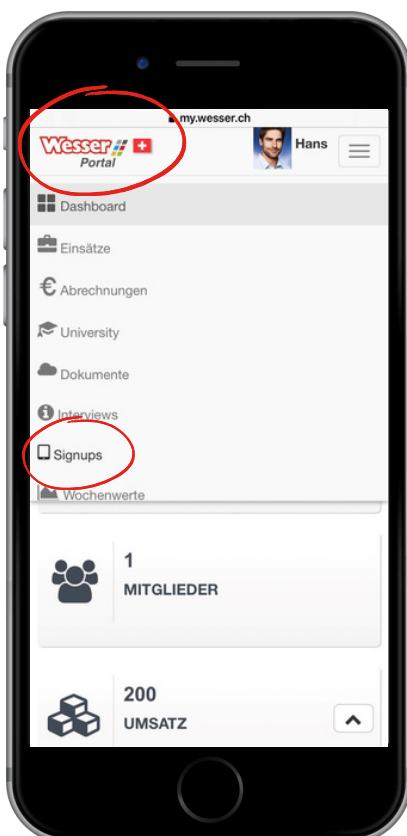 my.wesser.ch
Wesser
Portal
Hans
Dashboard
Einsätze
€ Abrechnungen
University
Dokumente
Interviews
Signups
Wochenwerte
1
MITGLIEDER
200
UMSATZ